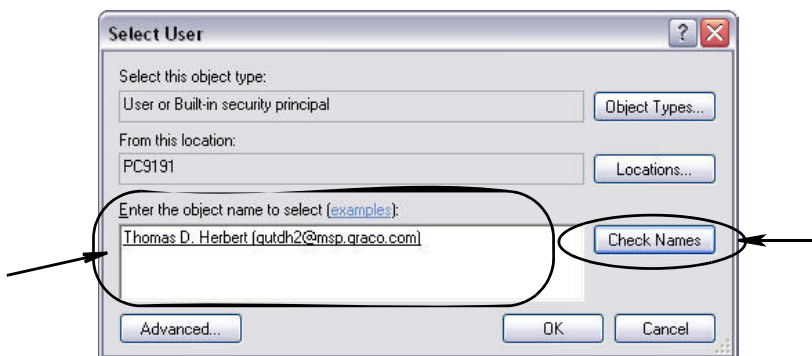 Select User
Select this object type:
User or Built-in security principal
Object Types...
From this location:
PC9191
Locations...
Enter the object name to select (examples):
Thomas D. Herbert (gutdh2@msp.graco.com)
Check Names
Advanced...
OK
Cancel